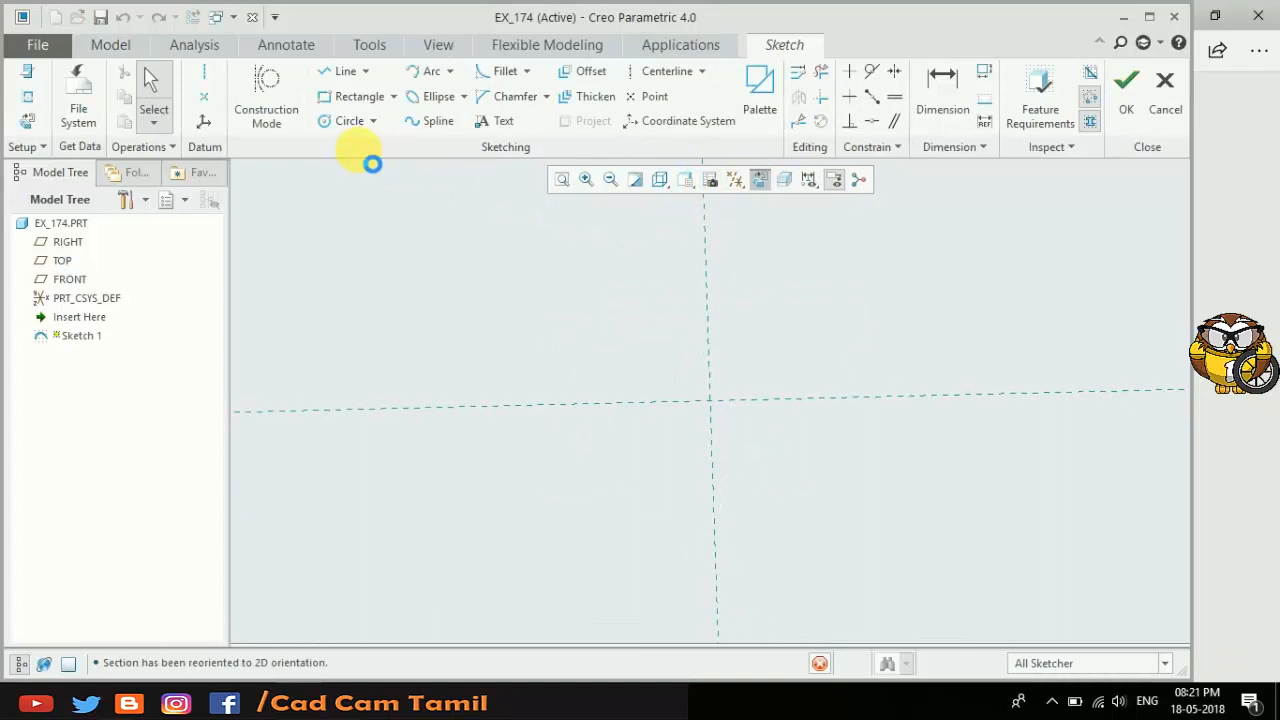 EX_174 (Active) - Creo Parametric 4.0
File Model Analysis Annotate Tools View Flexible Modeling Applications Sketch
Line Arc Fillet Offset Centerline
Rectangle Ellipse Chamfer Thicken Point
Circle Spline Text Project Coordinate System
File System
Select
Construction Mode
Palette
Dimension
Feature Requirements
OK
Cancel
Setup Get Data Operations Datum Sketching Editing Constrain Dimension Inspect Close
Model Tree Fol... Fav...
Model Tree
EX_174.PRT
RIGHT
TOP
FRONT
PRT_CSYS_DEF
Insert Here
Sketch 1
• Section has been reoriented to 2D orientation.
All Sketcher
/Cad Cam Tamil
ENG
08:21 PM
18-05-2018
1